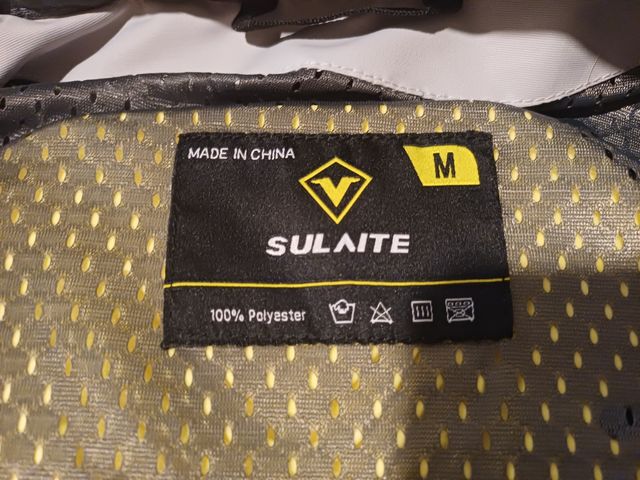 MADE IN CHINA
M
SULAITE
100% Polyester